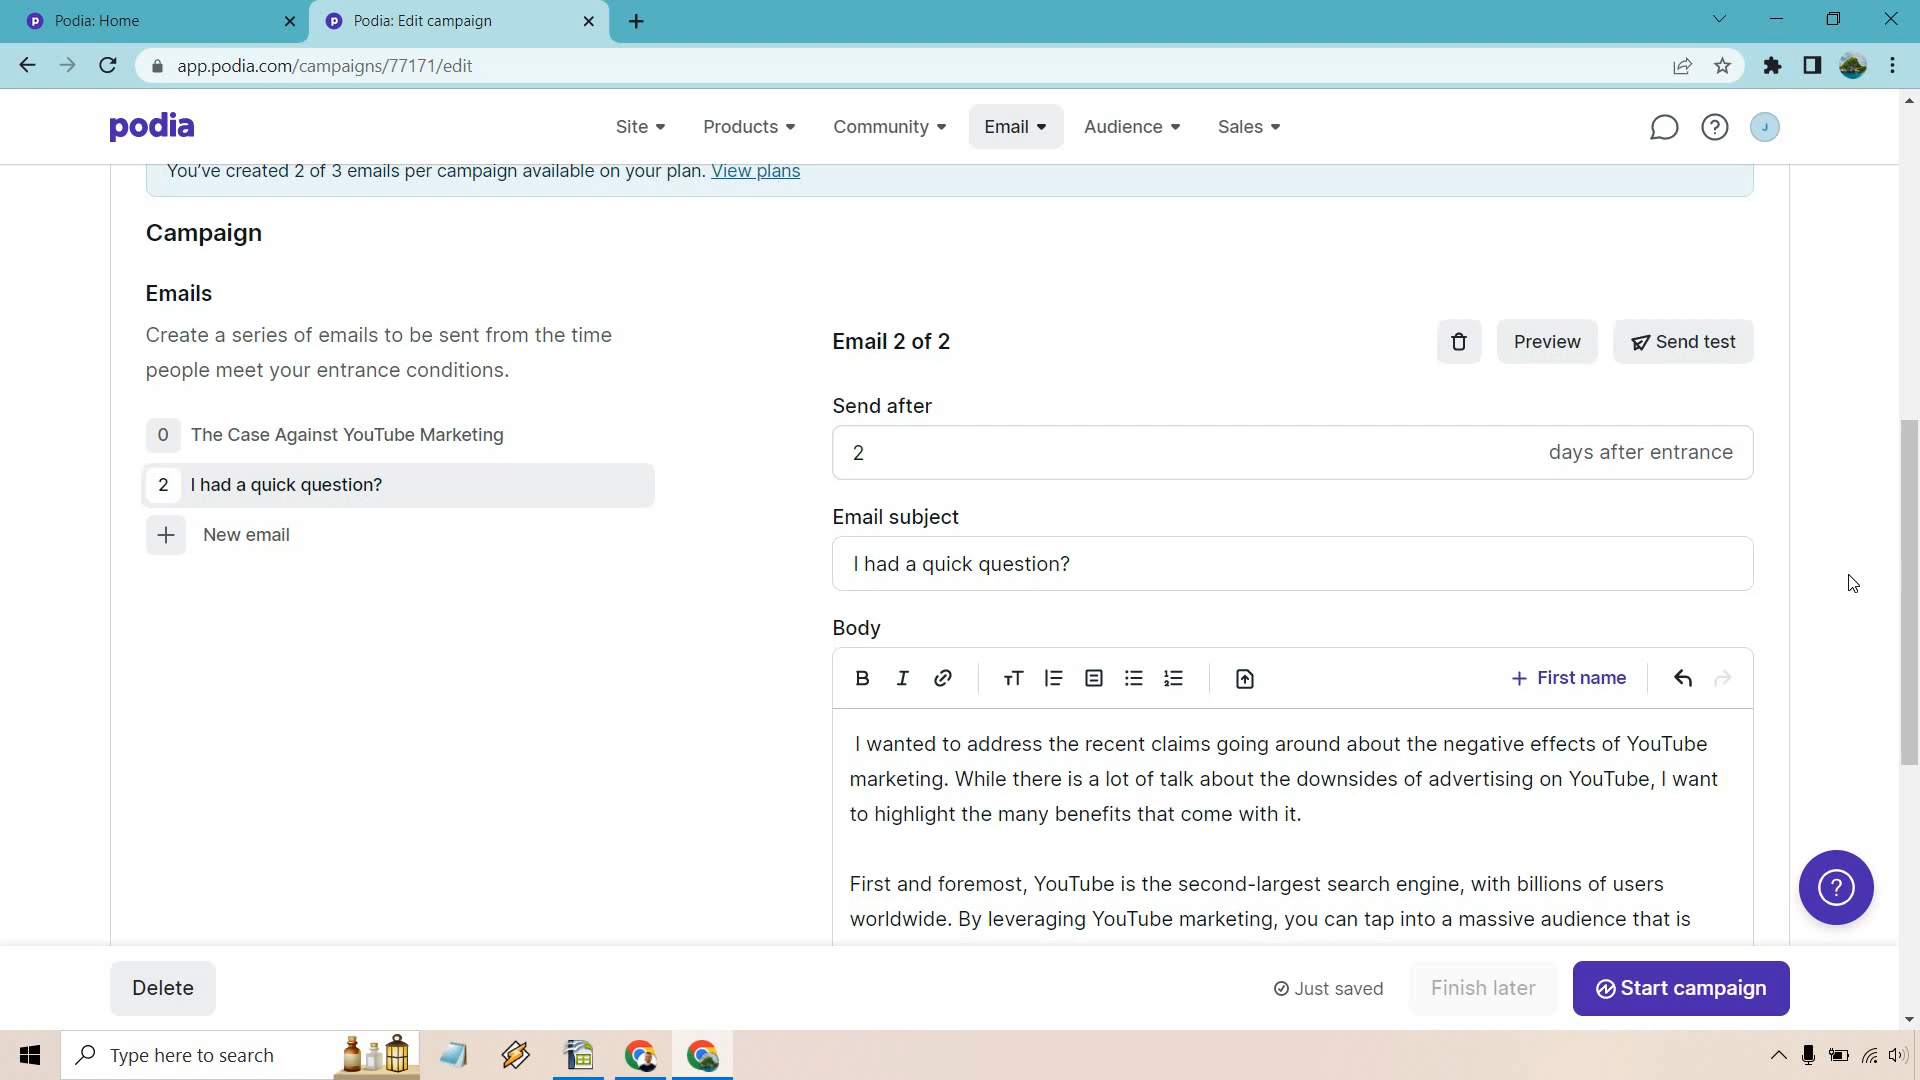 Podia: Home
Podia: Edit campaign
app.podia.com/campaigns/77171/edit
podia
Site
Products
Community
Email
Audience
Sales
J
You've created 2 of 3 emails per campaign available on your plan. View plans
Campaign
Emails
Create a series of emails to be sent from the time
people meet your entrance conditions.
0 The Case Against YouTube Marketing
2 I had a quick question?
New email
Email 2 of 2
Preview
Send test
Send after
2
days after entrance
Email subject
I had a quick question?
Body
First name
I wanted to address the recent claims going around about the negative effects of YouTube
marketing. While there is a lot of talk about the downsides of advertising on YouTube, I want
to highlight the many benefits that come with it.
First and foremost, YouTube is the second-largest search engine, with billions of users
worldwide. By leveraging YouTube marketing, you can tap into a massive audience that is
Delete
Just saved
Finish later
Start campaign
Type here to search